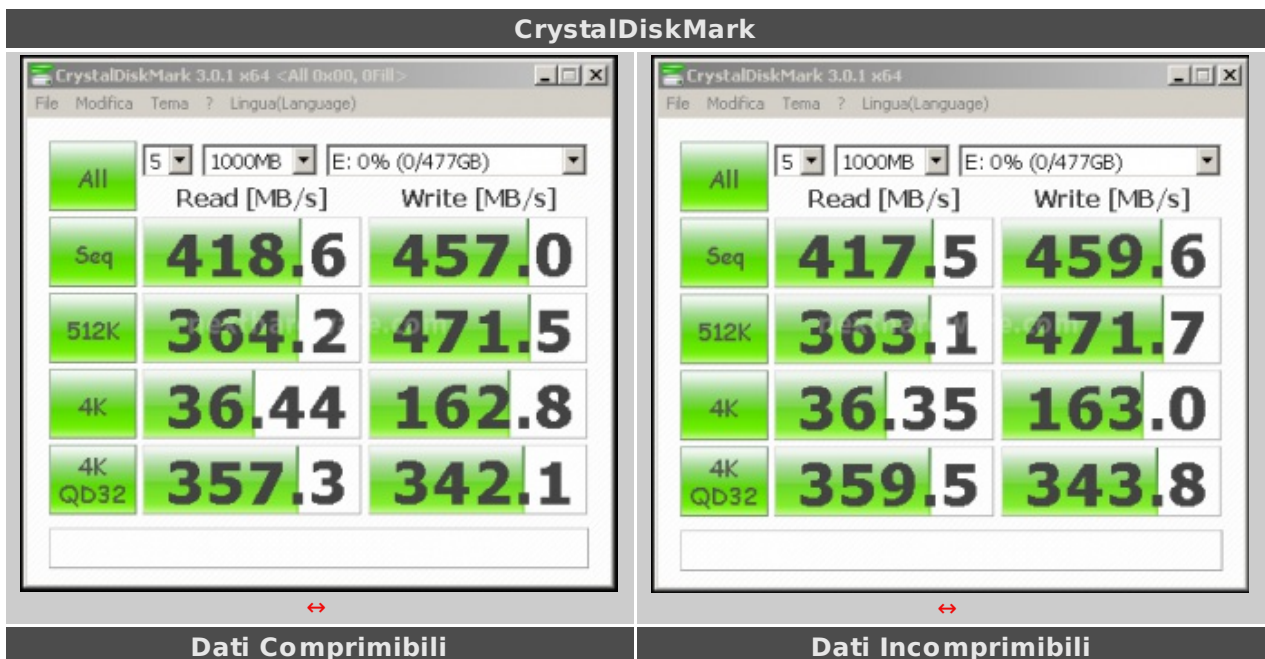 CrystalDiskMark
CrystalDiskMark 3.0.1 x64 <All 0x00, 0Fill>
File Modifica Tema ? Lingua(Language)
All 5 1000MB E: 0% (0/477GB)
Read [MB/s] Write [MB/s]
Seq 418.6 457.0
512K 364.2 471.5
4K 36.44 162.8
4K QD32 357.3 342.1
Dati Comprimibili
CrystalDiskMark 3.0.1 x64
File Modifica Tema ? Lingua(Language)
All 5 1000MB E: 0% (0/477GB)
Read [MB/s] Write [MB/s]
Seq 417.5 459.6
512K 363.1 471.7
4K 36.35 163.0
4K QD32 359.5 343.8
Dati Incomprimibili